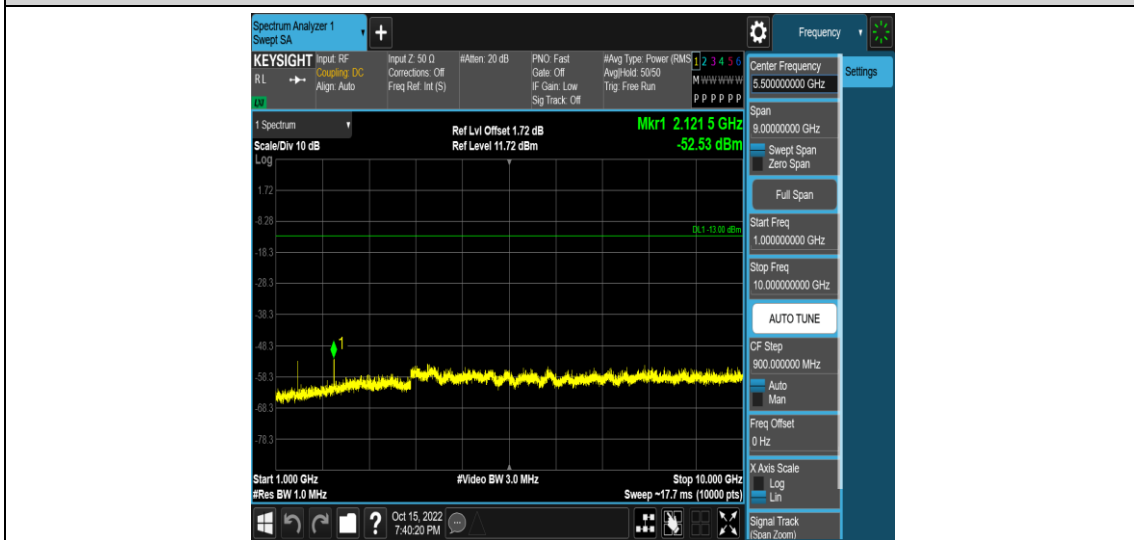 Spectrum Analyzer 1
Swept SA
+
Frequency
KEYSIGHT
RL
Input: RF
Coupling: DC
Align: Auto
Input Z: 50 Ω
Corrections: Off
Freq Ref: Int (S)
#Atten: 20 dB
PNO: Fast
Gate: Off
IF Gain: Low
Sig Track: Off
#Avg Type: Power (RMS
Avg|Hold: 50/50
Trig: Free Run
1 2 3 4 5 6
M W W W W W
P P P P P P
1 Spectrum
Scale/Div 10 dB
Ref Lvl Offset 1.72 dB
Ref Level 11.72 dBm
Mkr1 2.121 5 GHz
-52.53 dBm
Log
1.72
-8.28
DL1 -13.00 dBm
-18.3
-28.3
-38.3
-48.3
1
-58.3
-68.3
-78.3
Start 1.000 GHz
#Video BW 3.0 MHz
Stop 10.000 GHz
#Res BW 1.0 MHz
Sweep ~17.7 ms (10000 pts)
?
Oct 15, 2022
7:40:20 PM
Center Frequency
5.500000000 GHz
Settings
Span
9.00000000 GHz
Swept Span
Zero Span
Full Span
Start Freq
1.000000000 GHz
Stop Freq
10.000000000 GHz
AUTO TUNE
CF Step
900.000000 MHz
Auto
Man
Freq Offset
0 Hz
X Axis Scale
Log
Lin
Signal Track
(Span Zoom)